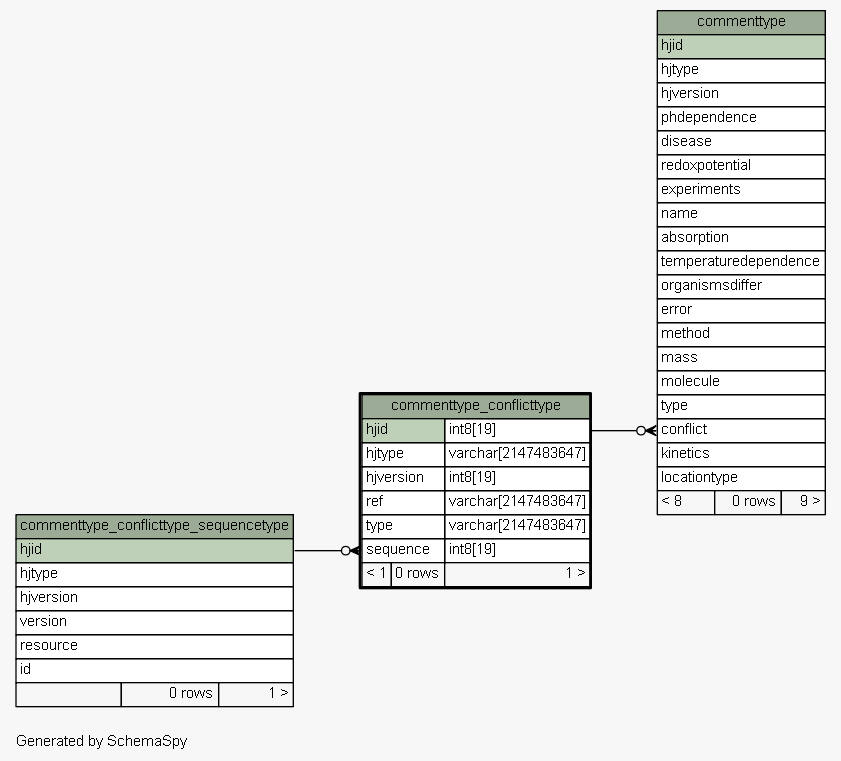 commenttype
hjid
hjtype
hjversion
phdependence
disease
redoxpotential
experiments
name
absorption
temperaturedependence
organismsdiffer
error
method
mass
molecule
type
conflict
kinetics
locationtype
< 8 0 rows 9 >
commenttype_conflicttype
hjid int8[19]
hjtype varchar[2147483647]
hjversion int8[19]
ref varchar[2147483647]
type varchar[2147483647]
sequence int8[19]
< 1 0 rows 1 >
commenttype_conflicttype_sequencetype
hjid
hjtype
hjversion
version
resource
id
0 rows 1 >
Generated by SchemaSpy